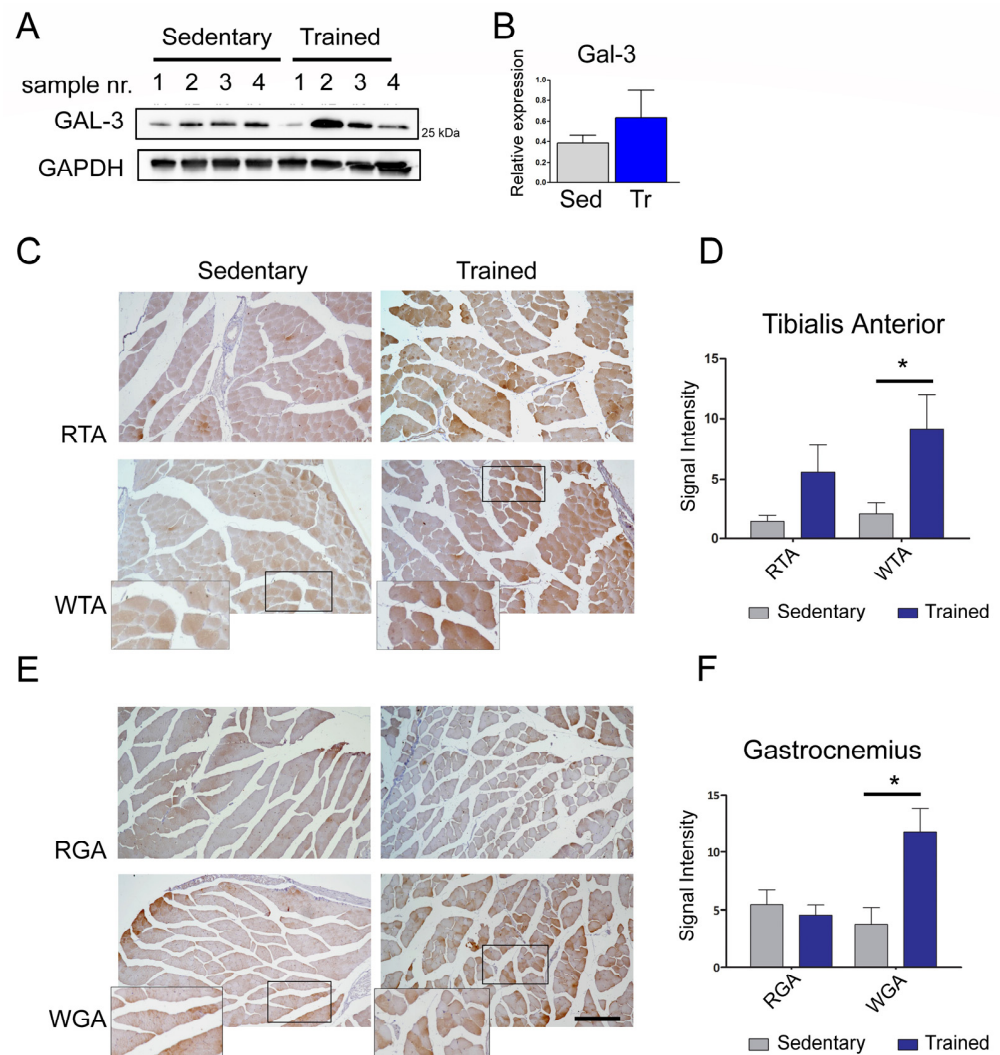 A
Sedentary Trained
sample nr. 1 2 3 4 1 2 3 4
GAL-3
25 kDa
GAPDH
B
Gal-3
Relative expression
1.0
0.8
0.6
0.4
0.2
0.0
Sed Tr
C
Sedentary Trained
RTA
WTA
D
Tibialis Anterior
Signal Intensity
15
10
5
0
RTA WTA
*
Sedentary Trained
E
RGA
WGA
F
Gastrocnemius
Signal Intensity
15
10
5
0
RGA WGA
*
Sedentary Trained